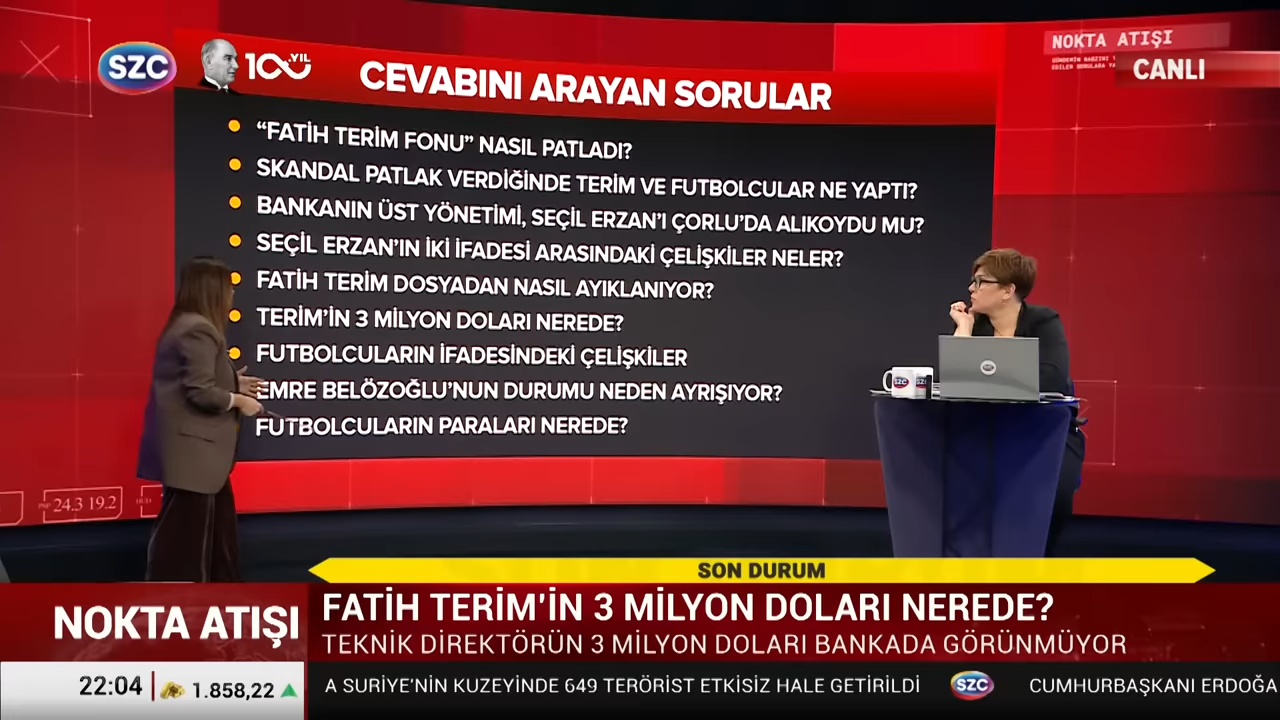 SZC
100.YIL
CEVABINI ARAYAN SORULAR
NOKTA ATIŞI
CANLI
“FATİH TERİM FONU” NASIL PATLADI?
SKANDAL PATLAK VERDİĞİNDE TERİM VE FUTBOLCULAR NE YAPTI?
BANKANIN ÜST YÖNETİMİ, SEÇİL ERZAN’I ÇORLU’DA ALIKOYDU MU?
SEÇİL ERZAN’IN İKİ İFADESİ ARASINDAKİ ÇELİŞKİLER NELER?
FATİH TERİM DOSYADAN NASIL AYIKLANIYOR?
TERİM’İN 3 MİLYON DOLARI NEREDE?
FUTBOLCULARIN İFADESİNDEKİ ÇELİŞKİLER
EMRE BELÖZOĞLU’NUN DURUMU NEDEN AYRIŞIYOR?
FUTBOLCULARIN PARALARI NEREDE?
SZC
24.3 19.2
SON DURUM
NOKTA ATIŞI
FATİH TERİM’İN 3 MİLYON DOLARI NEREDE?
TEKNİK DİREKTÖRÜN 3 MİLYON DOLARI BANKADA GÖRÜNMÜYOR
22:04
1.858,22
A SURİYE'NİN KUZEYİNDE 649 TERÖRİST ETKİSİZ HALE GETİRİLDİ
SZC
CUMHURBAŞKANI ERDOĞA